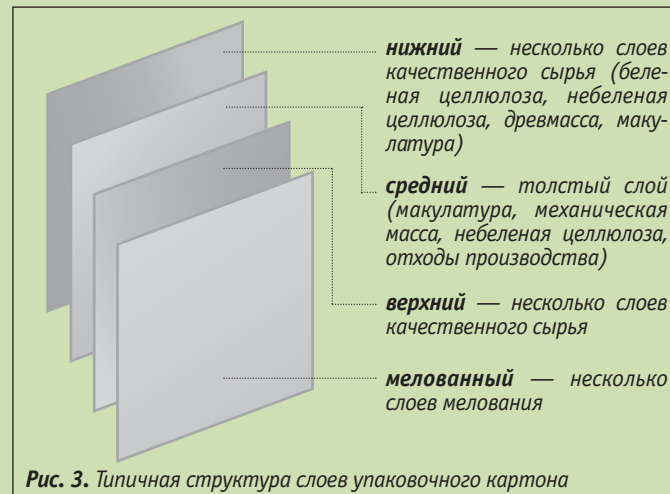 нижний — несколько слоев
качественного сырья (беле-
ная целлюлоза, небеленая
целлюлоза, древмасса, маку-
латура)
средний — толстый слой
(макулатура, механическая
масса, небеленая целлюлоза,
отходы производства)
верхний — несколько слоев
качественного сырья
мелованный — несколько
слоев мелования
Рис. 3. Типичная структура слоев упаковочного картона